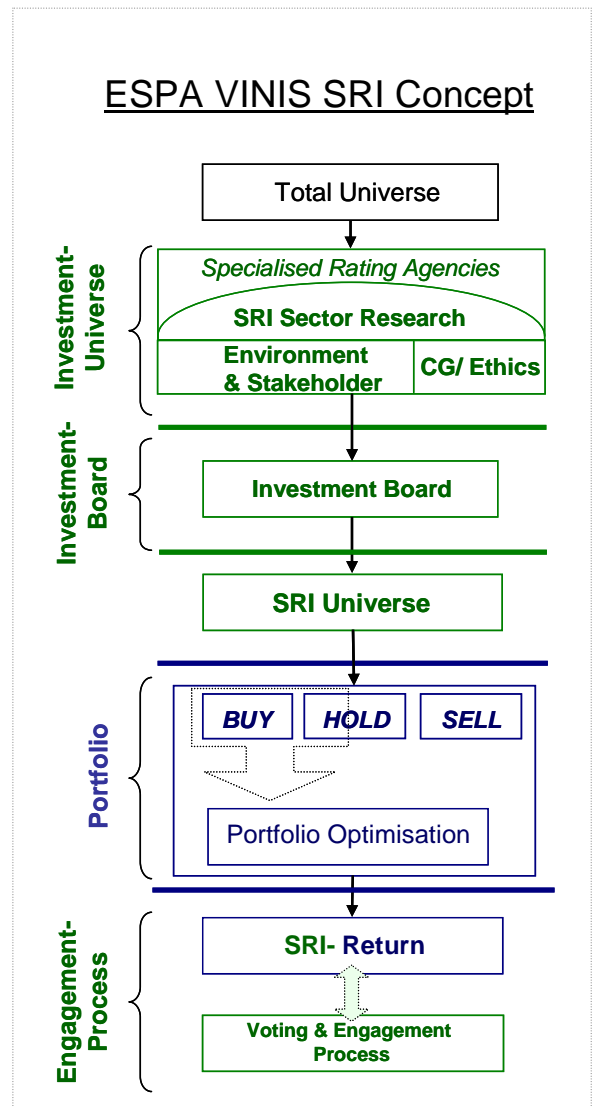 ESPA VINIS SRI Concept
Total Universe
Investment-
Universe
Specialised Rating Agencies
SRI Sector Research
Environment
& Stakeholder
CG/ Ethics
Investment-
Board
Investment Board
SRI Universe
Portfolio
BUY
HOLD
SELL
Portfolio Optimisation
Engagement-
Process
SRI- Return
Voting & Engagement
Process